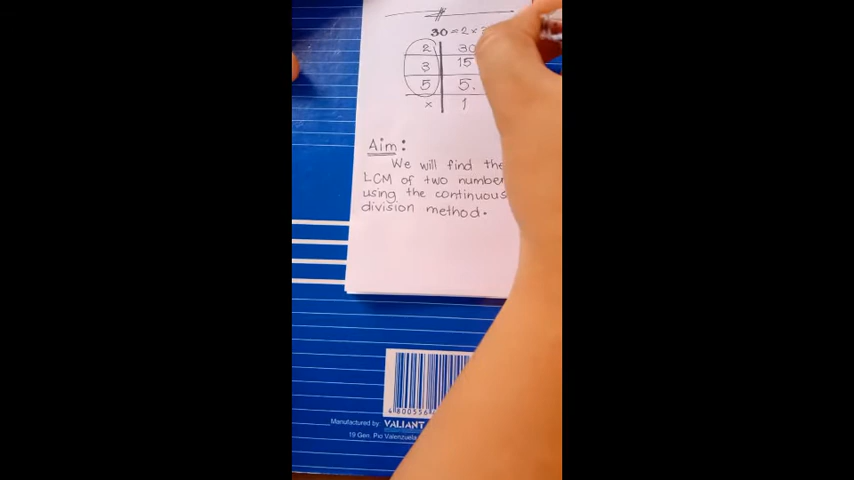 30 = 2 x 3
2 30
3 15
5 5.
x 1
Aim:
We will find the
LCM of two number
using the continuous
division method.
Manufactured by: VALIANT
19 Gen. Pio Valenzuela